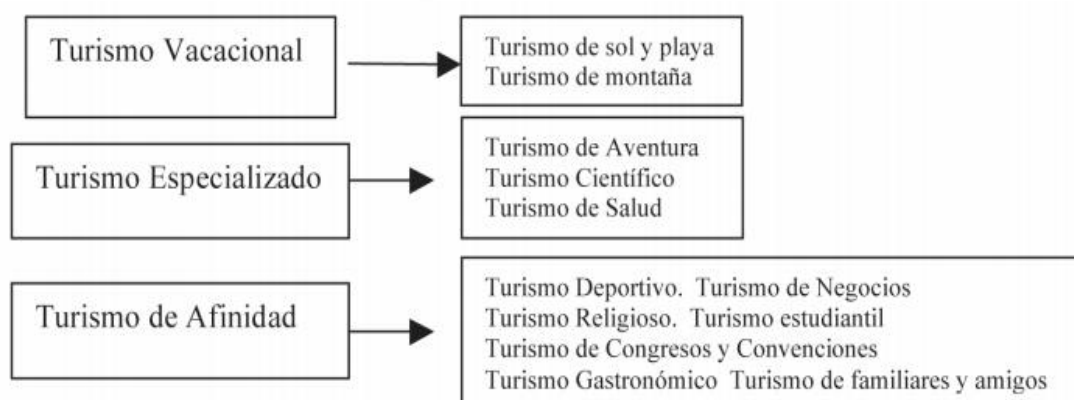 Turismo Vacacional
Turismo de sol y playa
Turismo de montaña
Turismo Especializado
Turismo de Aventura
Turismo Científico
Turismo de Salud
Turismo de Afinidad
Turismo Deportivo. Turismo de Negocios
Turismo Religioso. Turismo estudiantil
Turismo de Congresos y Convenciones
Turismo Gastronómico Turismo de familiares y amigos